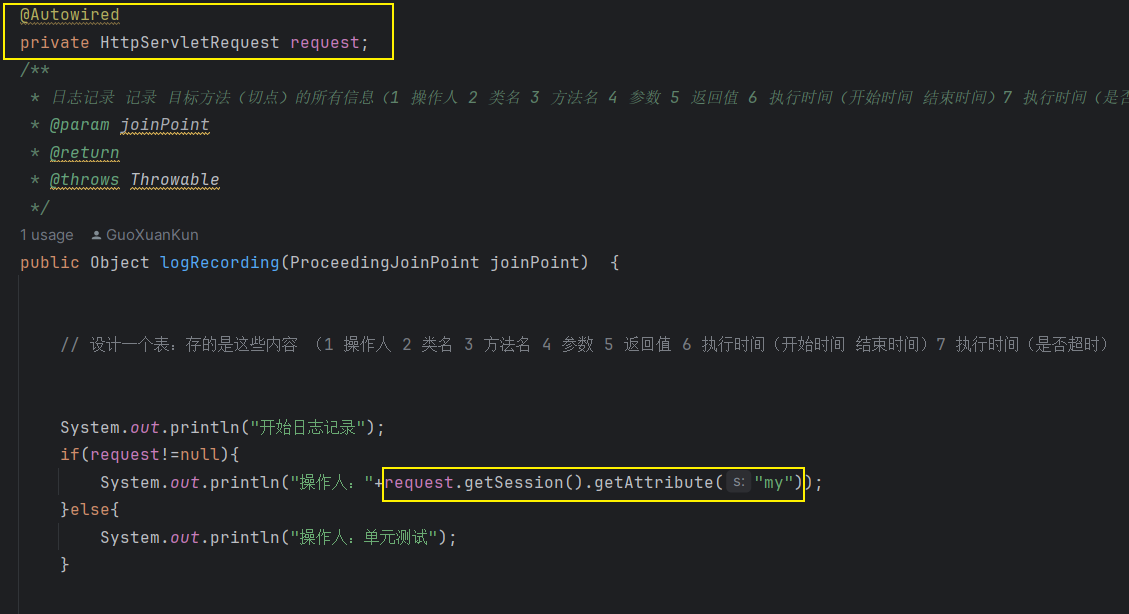 @Autowired
private HttpServletRequest request;
/**
* 日志记录 记录 目标方法（切点）的所有信息（1 操作人 2 类名 3 方法名 4 参数 5 返回值 6 执行时间（开始时间 结束时间）7 执行时间（是否
* @param joinPoint
* @return
* @throws Throwable
*/
1 usage GuoXuanKun
public Object logRecording(ProceedingJoinPoint joinPoint) {
// 设计一个表：存的是这些内容 （1 操作人 2 类名 3 方法名 4 参数 5 返回值 6 执行时间（开始时间 结束时间）7 执行时间（是否超时）
System.out.println("开始日志记录");
if(request!=null){
System.out.println("操作人："+request.getSession().getAttribute( s: "my"));
}else{
System.out.println("操作人：单元测试");
}